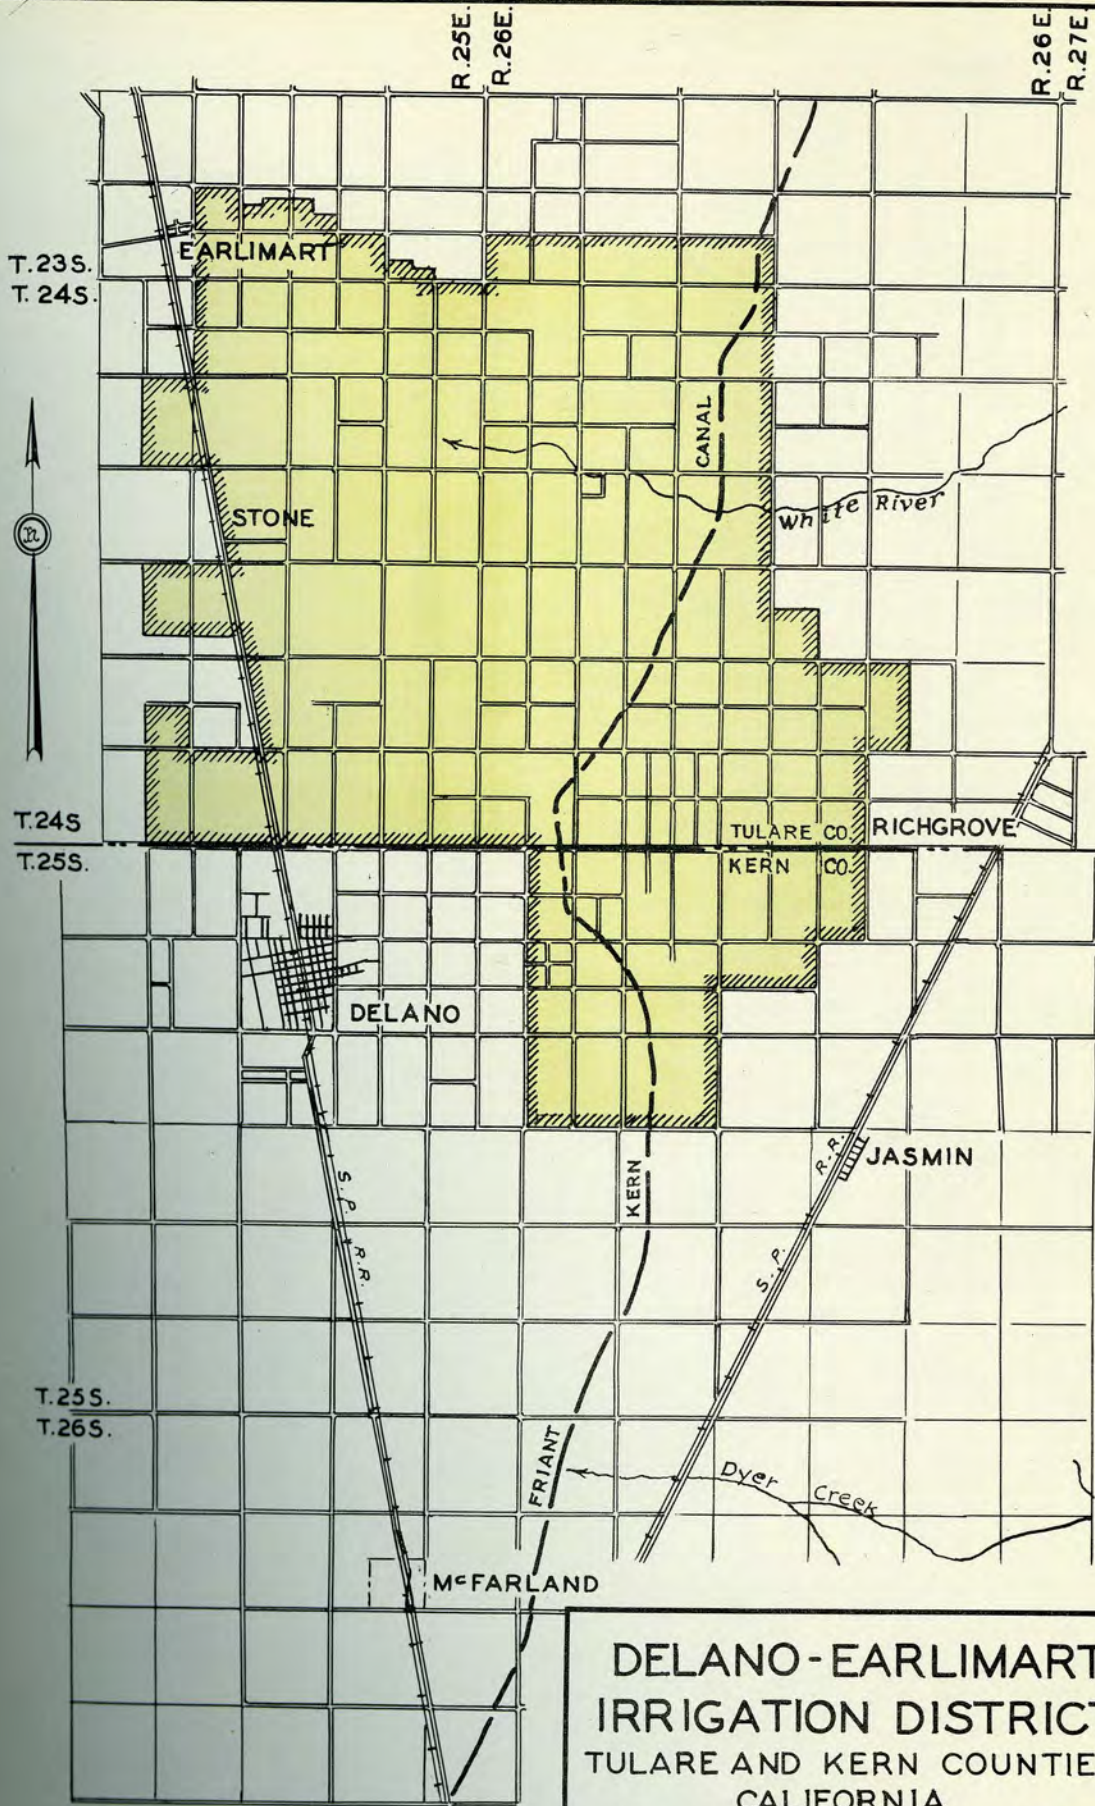 R.25E.
R.26E.
R.26E.
R.27E.
EARLIMART
T.23S.
T.24S.
CANAL
STONE
White River
n
T.24S
T.25S.
TULARE CO.
KERN CO.
RICHGROVE
DELANO
S. P. R.R.
KERN
R.R.
JASMIN
S. P.
T.25S.
T.26S.
FRIANT
Dyer Creek
McFARLAND
DELANO-EARLIMART
IRRIGATION DISTRICT
TULARE AND KERN COUNTIE
CALIFORNIA